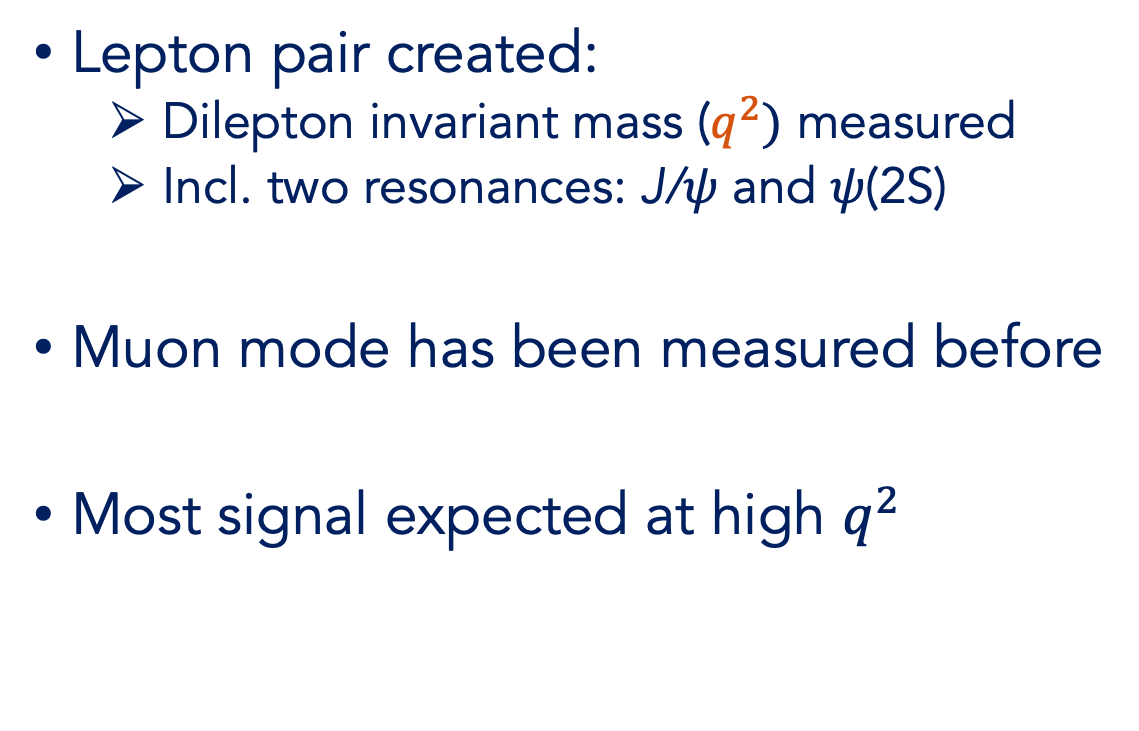 • Lepton pair created:
➢ Dilepton invariant mass (q²) measured
➢ Incl. two resonances: J/ψ and ψ(2S)
• Muon mode has been measured before
• Most signal expected at high q²